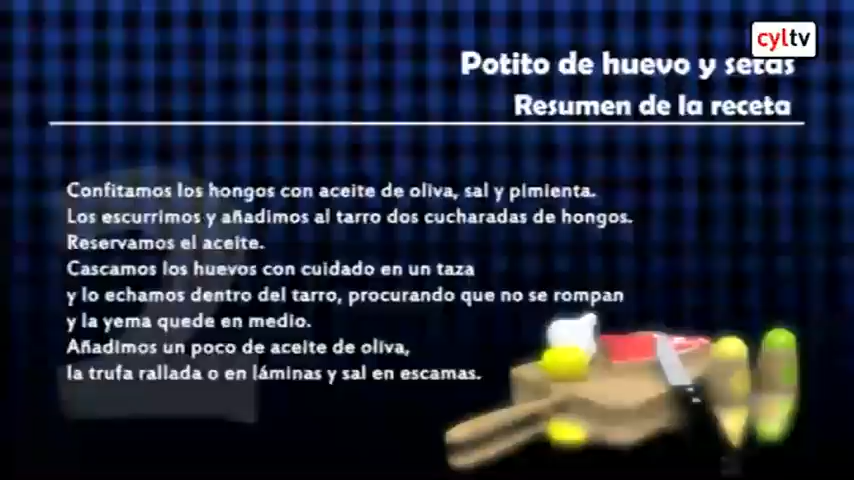 cyltv
Potito de huevo y setas
Resumen de la receta
Confitamos los hongos con aceite de oliva, sal y pimienta.
Los escurrimos y añadimos al tarro dos cucharadas de hongos.
Reservamos el aceite.
Cascamos los huevos con cuidado en un taza
y lo echamos dentro del tarro, procurando que no se rompan
y la yema quede en medio.
Añadimos un poco de aceite de oliva,
la trufa rallada o en láminas y sal en escamas.